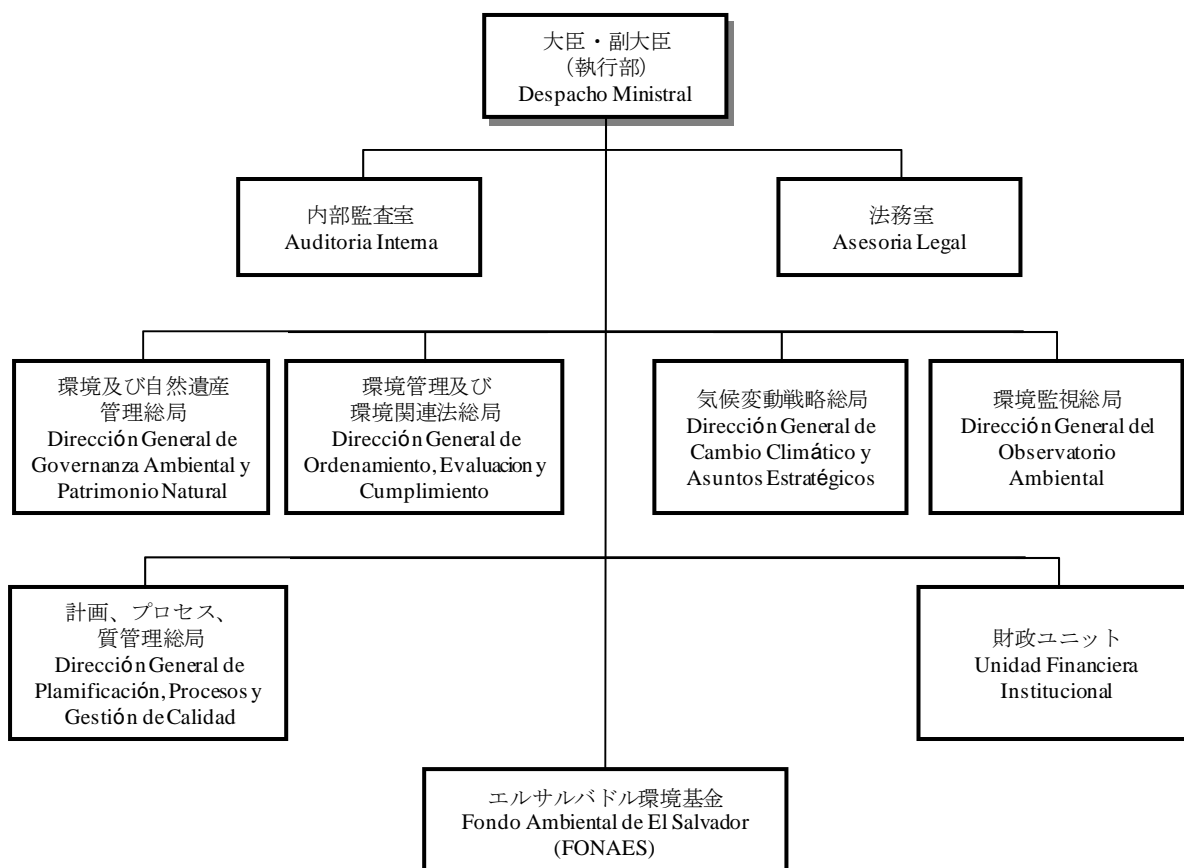 大臣・副大臣
（執行部）
Despacho Ministral
内部監査室
Auditoria Interna
法務室
Asesoria Legal
環境及び自然遺産
管理総局
Dirección General de
Governanza Ambiental y
Patrimonio Natural
環境管理及び
環境関連法総局
Dirección General de
Ordenamiento, Evaluacion y
Cumplimiento
気候変動戦略総局
Dirección General de
Cambio Climático y
Asuntos Estratégicos
環境監視総局
Dirección General del
Observatorio
Ambiental
計画、プロセス、
質管理総局
Dirección General de
Plamificación, Procesos y
Gestión de Calidad
財政ユニット
Unidad Financiera
Institucional
エルサルバドル環境基金
Fondo Ambiental de El Salvador
(FONAES)